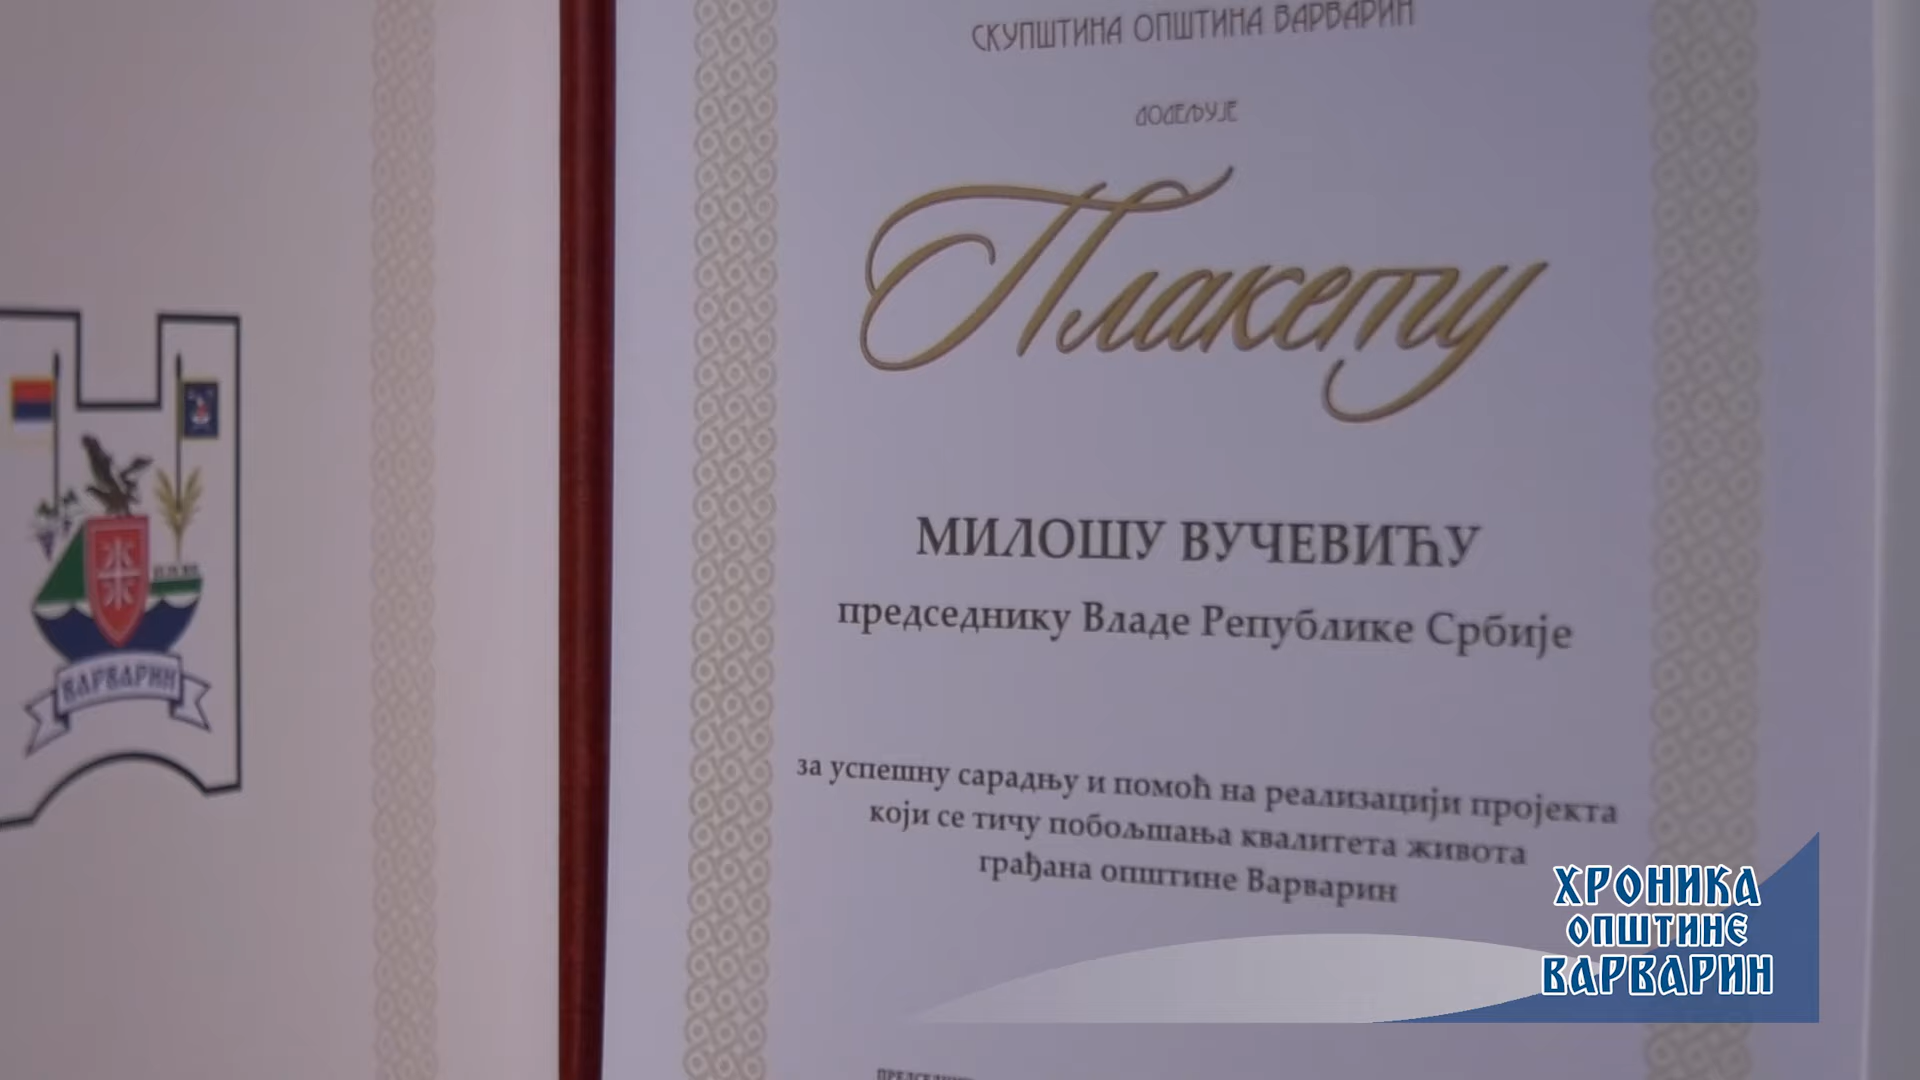 СКУПШТИНА ОПШТИНА ВАРВАРИН
ДОДЕЉУЈЕ
Плакету
МИЛОШУ ВУЧЕВИЋУ
председнику Владе Републике Србије
за успешну сарадњу и помоћ на реализацији пројекта
који се тичу побољшања квалитета живота
грађана општине Варварин
ВАРВАРИН
ХРОНИКА
ОПШТИНЕ
ВАРВАРИН